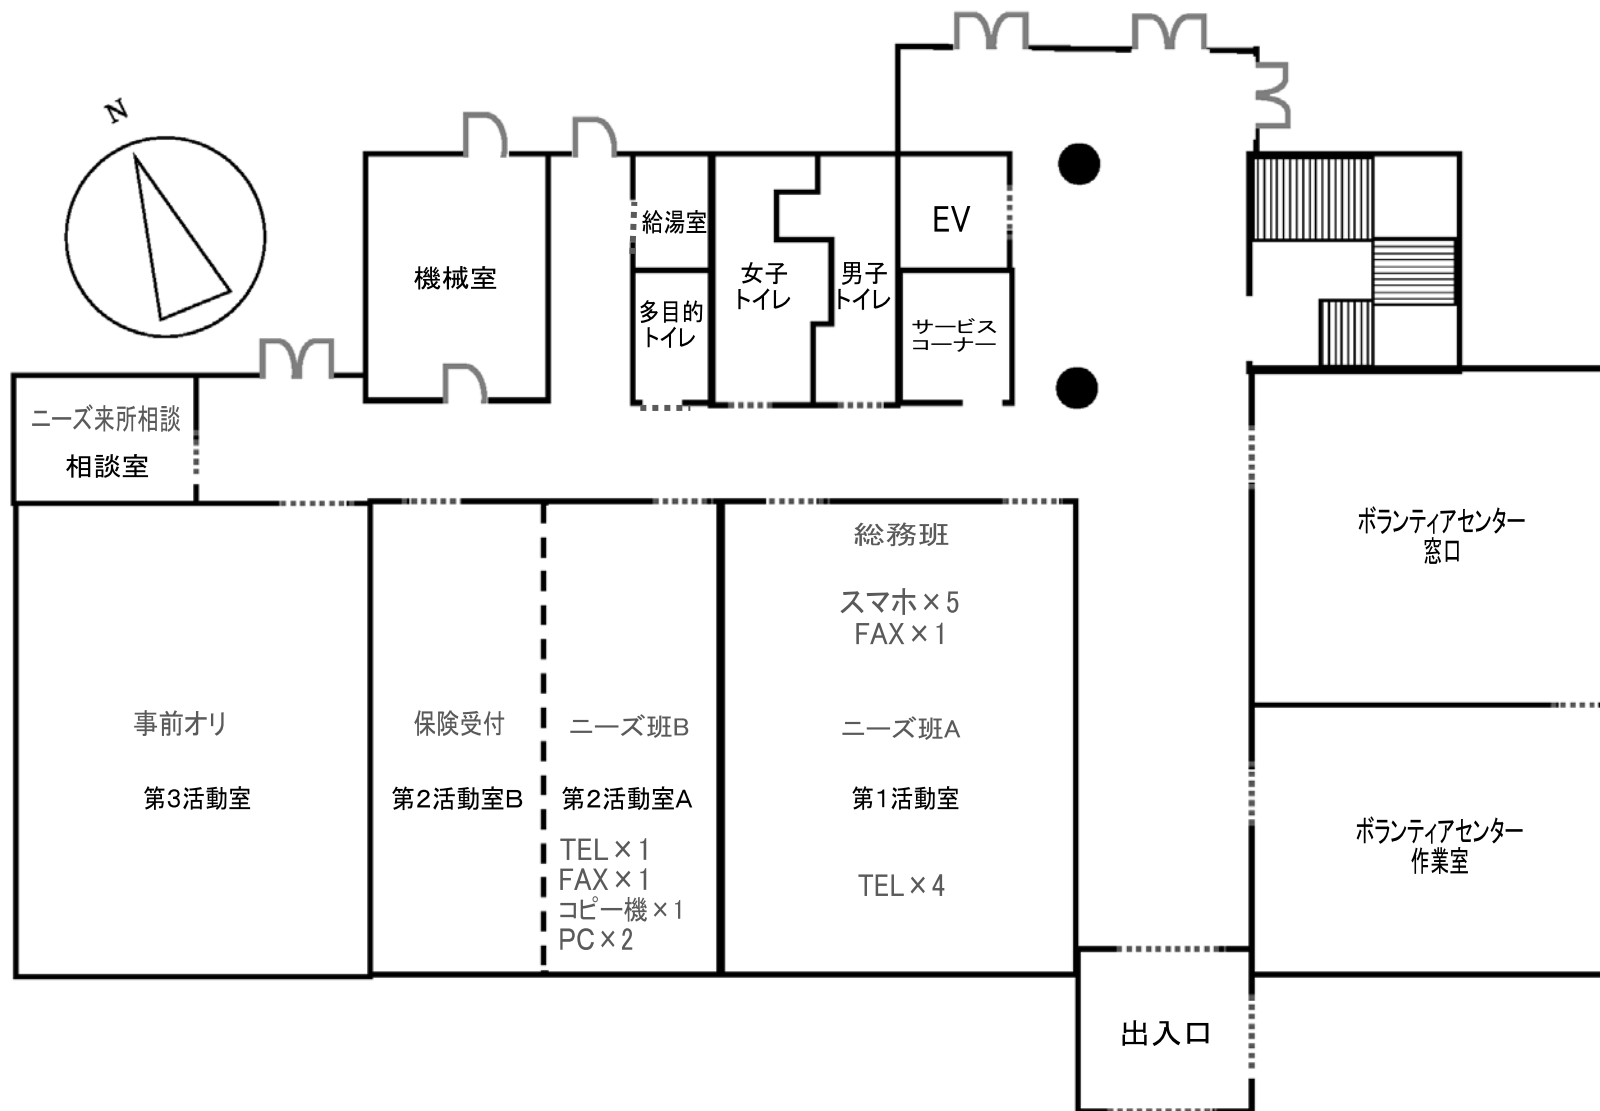 N
給湯室
EV
機械室
女子
トイレ
男子
トイレ
多目的
トイレ
サービス
コーナー
ニーズ来所相談
相談室
ボランティアセンター
窓口
総務班
スマホ×5
FAX×1
事前オリ
保険受付
ニーズ班B
ニーズ班A
第3活動室
第2活動室B
第2活動室A
第1活動室
TEL×1
FAX×1
コピー機×1
PC×2
TEL×4
ボランティアセンター
作業室
出入口